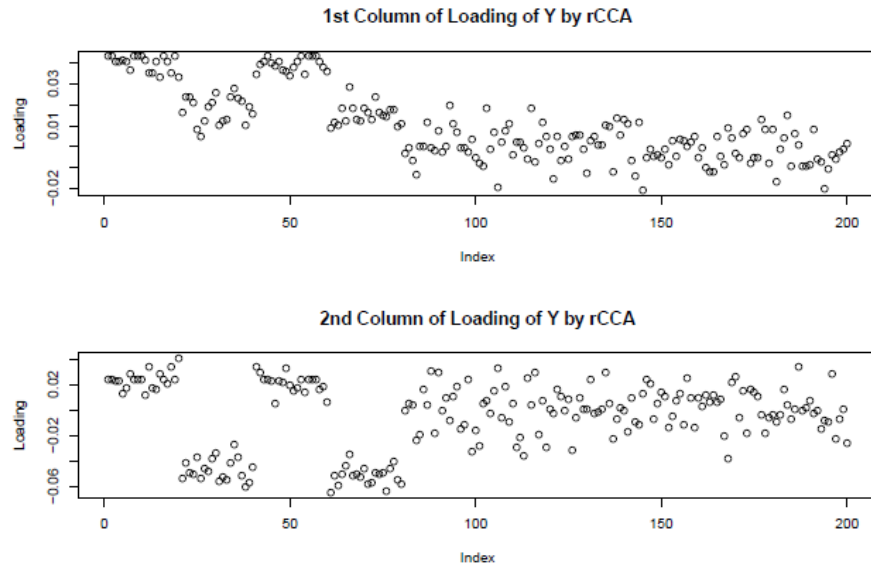 1st Column of Loading of Y by rCCA
Loading
0.03
0.01
−0.02
0 50 100 150 200
Index
2nd Column of Loading of Y by rCCA
Loading
0.02
−0.02
−0.06
0 50 100 150 200
Index